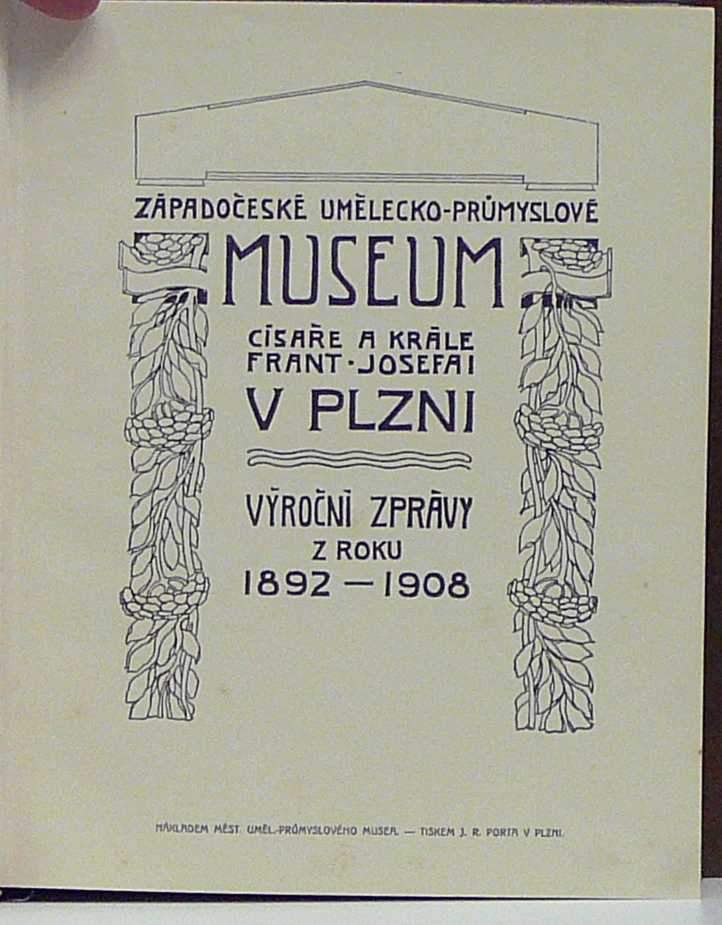 ZÁPADOČESKÉ UMĚLECKO-PRŮMYSLOVÉ
MUSEUM
CÍSAŘE A KRÁLE
FRANT·JOSEFA I
V PLZNI
VÝROČNÍ ZPRÁVY
Z ROKU
1892 — 1908
NÁKLADEM MĚST. UMĚL.-PRŮMYSLOVÉHO MUSEA. — TISKEM J. R. PORTA V PLZNI.